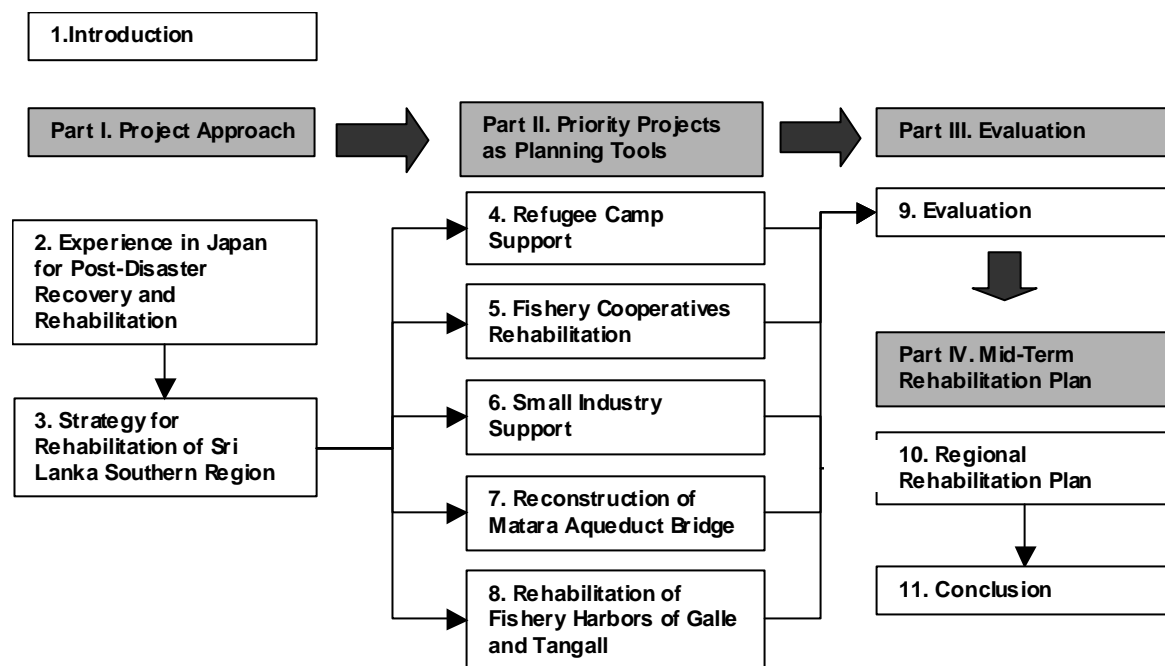 1.Introduction
Part I. Project Approach
Part II. Priority Projects
as Planning Tools
Part III. Evaluation
2. Experience in Japan
for Post-Disaster
Recovery and
Rehabilitation
3. Strategy for
Rehabilitation of Sri
Lanka Southern Region
4. Refugee Camp
Support
5. Fishery Cooperatives
Rehabilitation
6. Small Industry
Support
7. Reconstruction of
Matara Aqueduct Bridge
8. Rehabilitation of
Fishery Harbors of Galle
and Tangall
9. Evaluation
Part IV. Mid-Term
Rehabilitation Plan
10. Regional
Rehabilitation Plan
11. Conclusion